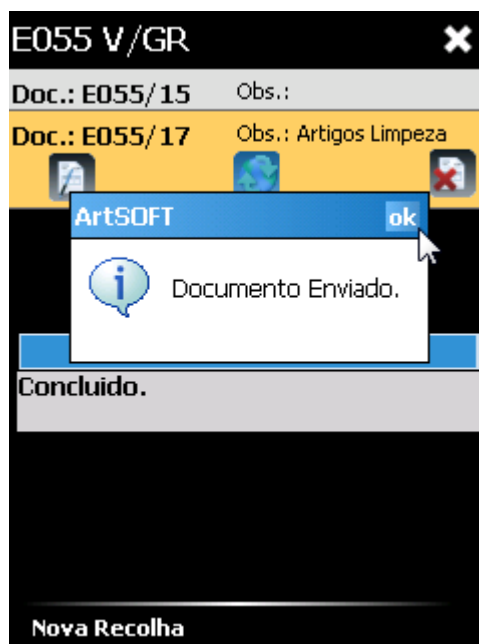 E055 V/GR
Doc.: E055/15 Obs.:
Doc.: E055/17 Obs.: Artigos Limpeza
ArtSOFT ok
Documento Enviado.
Concluido.
Nova Recolha